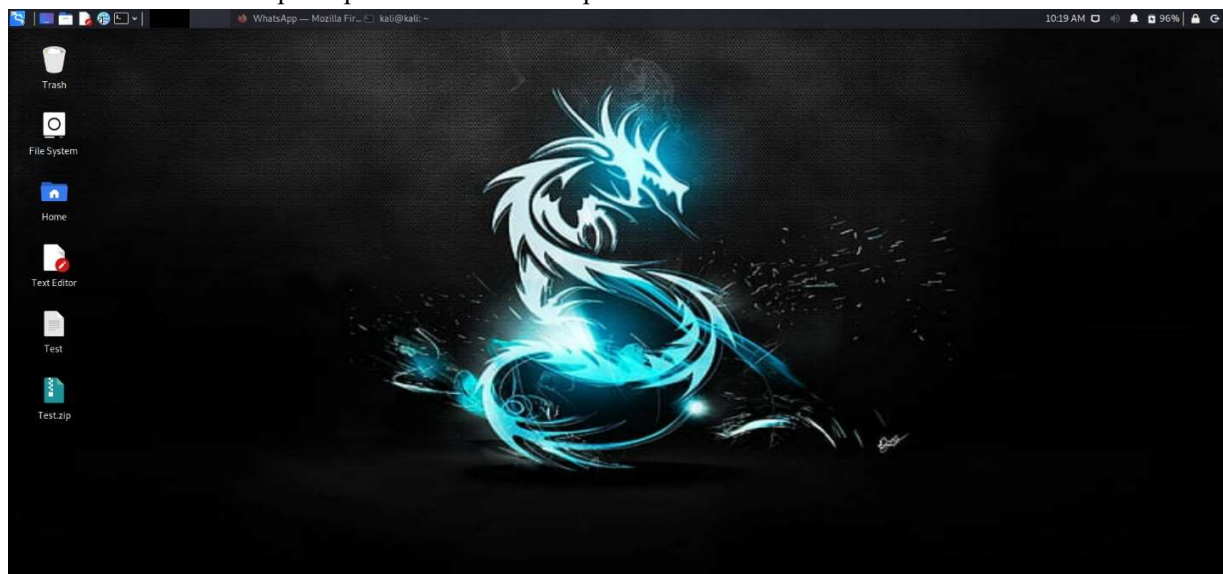 WhatsApp — Mozilla Fir...
kali@kali: ~
10:19 AM
96%
Trash
File System
Home
Text Editor
Test
Test.zip